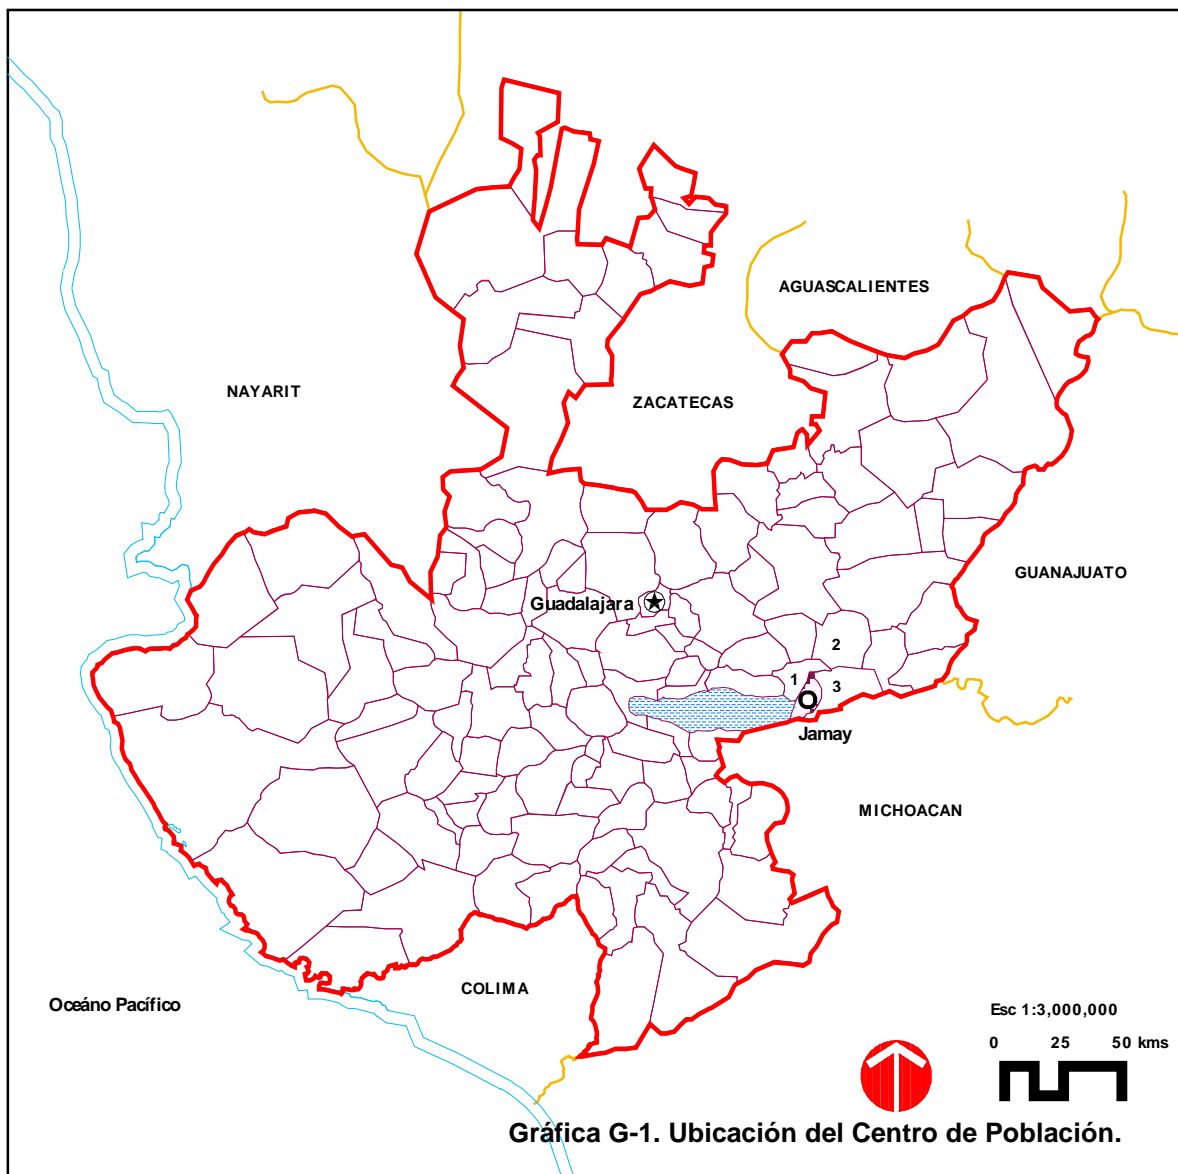 AGUASCALIENTES
NAYARIT
ZACATECAS
GUANAJUATO
Guadalajara
2
1
3
Jamay
MICHOACAN
COLIMA
Oceáno Pacífico
Esc 1:3,000,000
0 25 50 kms
Gráfica G-1. Ubicación del Centro de Población.